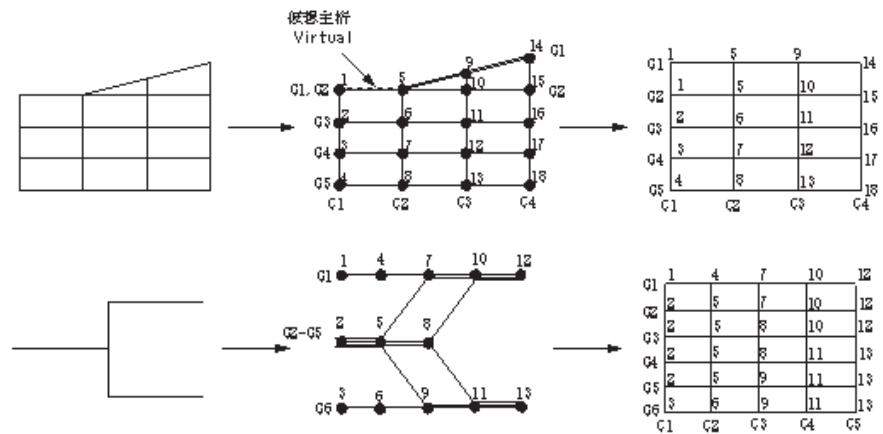 仮想主桁
Virtual
14 G1
9
1 5 10 15
G1,G2 G2
G3 2 6 11 16
G4 3 7 12 17
G5 4 8 13 18
C1 C2 C3 C4
1 5 9
G1 14
1 5 10
G2 15
2 6 11
G3 16
3 7 12
G4 17
4 8 13
G5 18
C1 C2 C3 C4
1 4 7 10 12
G1
2 5 8
G2-G5
3 6 9 11 13
G6
1 4 7 10 12
G1
G2 2 5 7 10 12
G3 2 5 8 10 12
G4 2 5 8 11 13
G5 2 5 9 11 13
G6 3 6 9 11 13
C1 C2 C3 C4 C5